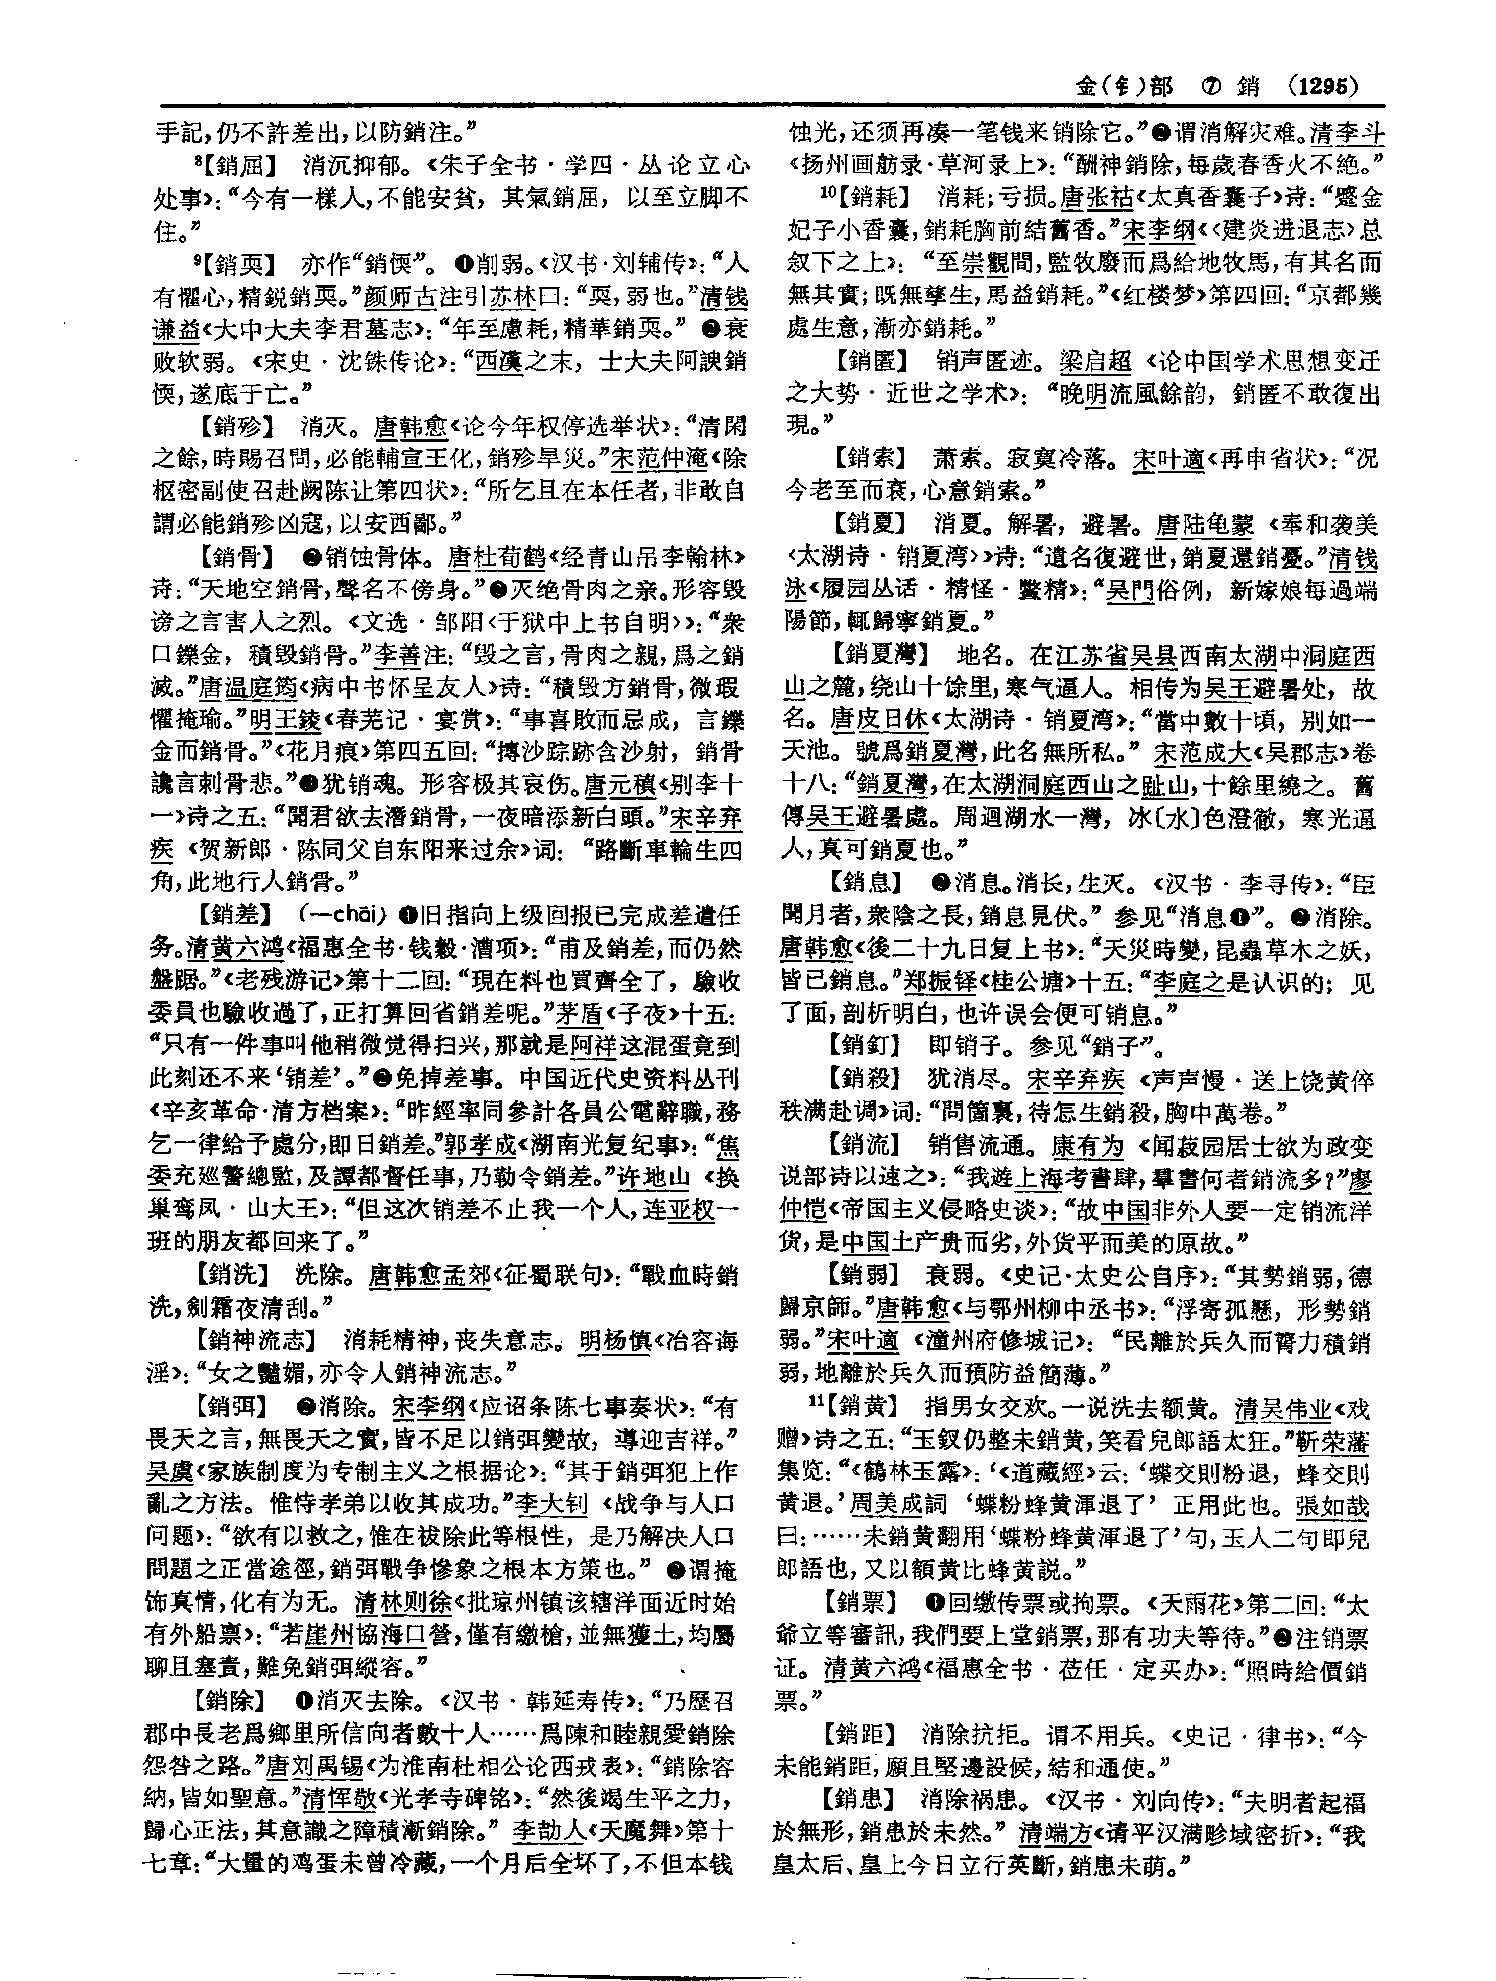 金(钅)部 ⑦ 銷 (1295)
手記,仍不許差出,以防銷注。”
⁸【銷屈】 消沉抑郁。《朱子全书·学四·丛论立心
处事》:“今有一樣人,不能安貧,其氣銷屈,以至立脚不
住。”
⁹【銷耎】 亦作“銷愞”。❶削弱。《汉书·刘辅传》:“人
有懼心,精鋭銷耎。”颜师古注引苏林曰:“耎,弱也。”清钱
谦益《大中大夫李君墓志》:“年至慮耗,精華銷耎。”❷衰
败软弱。《宋史·沈铢传论》:“西漢之末,士大夫阿諛銷
愞,遂底于亡。”
【銷殄】 消灭。唐韩愈《论今年权停选举状》:“清閑
之餘,時賜召問,必能輔宣王化,銷殄旱災。”宋范仲淹《除
枢密副使召赴阙陈让第四状》:“所乞且在本任者,非敢自
謂必能銷殄凶寇,以安西鄙。”
【銷骨】 ❶销蚀骨体。唐杜荀鹤《经青山吊李翰林》
诗:“天地空銷骨,聲名不傍身。”❷灭绝骨肉之亲。形容毁
谤之言害人之烈。《文选·邹阳〈于狱中上书自明〉》:“衆
口鑠金,積毁銷骨。”李善注:“毁之言,骨肉之親,爲之銷
滅。”唐温庭筠《病中书怀呈友人》诗:“積毁方銷骨,微瑕
懼掩瑜。”明王錂《春芜记·宴赏》:“事喜敗而忌成,言鑠
金而銷骨。”《花月痕》第四五回:“摶沙踪跡含沙射,銷骨
讒言刺骨悲。”❸犹销魂。形容极其哀伤。唐元稹《别李十
一》诗之五:“聞君欲去潛銷骨,一夜暗添新白頭。”宋辛弃
疾《贺新郎·陈同父自东阳来过余》词:“路斷車輪生四
角,此地行人銷骨。”
【銷差】 (—chāi) ❶旧指向上级回报已完成差遣任
务。清黄六鸿《福惠全书·钱穀·漕项》:“甫及銷差,而仍然
盤踞。”《老残游记》第十二回:“現在料也買齊全了,驗收
委員也驗收過了,正打算回省銷差呢。”茅盾《子夜》十五:
“只有一件事叫他稍微觉得扫兴,那就是阿祥这混蛋竟到
此刻还不来‘销差’。”❷免掉差事。中国近代史资料丛刊
《辛亥革命·清方档案》:“昨經率同參計各員公電辭職,務
乞一律給予處分,即日銷差。”郭孝成《湖南光复纪事》:“焦
委充巡警總監,及譚都督任事,乃勒令銷差。”许地山《换
巢鸾凤·山大王》:“但这次销差不止我一个人,连亚权一
班的朋友都回来了。”
【銷洗】 洗除。唐韩愈孟郊《征蜀联句》:“戰血時銷
洗,劍霜夜清刮。”
【銷神流志】 消耗精神,丧失意志。明杨慎《冶容诲
淫》:“女之豔媚,亦令人銷神流志。”
【銷弭】 ❶消除。宋李纲《应诏条陈七事奏状》:“有
畏天之言,無畏天之實,皆不足以銷弭變故,導迎吉祥。”
吴虞《家族制度为专制主义之根据论》:“其于銷弭犯上作
亂之方法。惟恃孝弟以收其成功。”李大钊《战争与人口
问题》:“欲有以救之,惟在祓除此等根性,是乃解决人口
問題之正當途徑,銷弭戰争慘象之根本方策也。”❷谓掩
饰真情,化有为无。清林则徐《批琼州镇该辖洋面近时始
有外船禀》:“若崖州協海口營,僅有繳槍,並無獲土,均屬
聊且塞責,難免銷弭縱容。”
【銷除】 ❶消灭去除。《汉书·韩延寿传》:“乃歷召
郡中長老爲鄉里所信向者數十人……爲陳和睦親愛銷除
怨咎之路。”唐刘禹锡《为淮南杜相公论西戎表》:“銷除容
納,皆如聖意。”清恽敬《光孝寺碑铭》:“然後竭生平之力,
歸心正法,其意識之障積漸銷除。”李劼人《天魔舞》第十
七章:“大量的鸡蛋未曾冷藏,一个月后全坏了,不但本钱
蚀光,还须再凑一笔钱来销除它。”❷谓消解灾难。清李斗
《扬州画舫录·草河录上》:“酬神銷除,每歲春香火不絶。”
¹⁰【銷耗】 消耗;亏损。唐张祜《太真香囊子》诗:“蹙金
妃子小香囊,銷耗胸前結舊香。”宋李纲《〈建炎进退志〉总
叙下之上》:“至崇觀間,監牧廢而爲給地牧馬,有其名而
無其實;既無孳生,馬益銷耗。”《红楼梦》第四回:“京都幾
處生意,漸亦銷耗。”
【銷匿】 销声匿迹。梁启超《论中国学术思想变迁
之大势·近世之学术》:“晚明流風餘韵,銷匿不敢復出
現。”
【銷索】 萧索。寂寞冷落。宋叶適《再申省状》:“况
今老至而衰,心意銷索。”
【銷夏】 消夏。解暑,避暑。唐陆龟蒙《奉和袭美
〈太湖诗·销夏湾〉》诗:“遺名復避世,銷夏還銷憂。”清钱
泳《履园丛话·精怪·鱉精》:“吴門俗例,新嫁娘每過端
陽節,輒歸寧銷夏。”
【銷夏灣】 地名。在江苏省吴县西南太湖中洞庭西
山之麓,绕山十馀里,寒气逼人。相传为吴王避暑处,故
名。唐皮日休《太湖诗·销夏湾》:“當中數十頃,别如一
天池。號爲銷夏灣,此名無所私。”宋范成大《吴郡志》卷
十八:“銷夏灣,在太湖洞庭西山之趾山,十餘里繞之。舊
傳吴王避暑處。周迴湖水一灣,冰〔水〕色澄徹,寒光逼
人,真可銷夏也。”
【銷息】 ❶消息。消长,生灭。《汉书·李寻传》:“臣
聞月者,衆陰之長,銷息見伏。”参见“消息❶”。❷消除。
唐韩愈《後二十九日复上书》:“天災時變,昆蟲草木之妖,
皆已銷息。”郑振铎《桂公塘》十五:“李庭之是认识的;见
了面,剖析明白,也许误会便可销息。”
【銷釘】 即销子。参见“銷子”。
【銷殺】 犹消尽。宋辛弃疾《声声慢·送上饶黄倅
秩满赴调》词:“問箇裏,待怎生銷殺,胸中萬卷。”
【銷流】 销售流通。康有为《闻菽园居士欲为政变
说部诗以速之》:“我遊上海考書肆,羣書何者銷流多?”廖
仲恺《帝国主义侵略史谈》:“故中国非外人要一定销流洋
货,是中国土产贵而劣,外货平而美的原故。”
【銷弱】 衰弱。《史记·太史公自序》:“其勢銷弱,德
歸京師。”唐韩愈《与鄂州柳中丞书》:“浮寄孤懸,形勢銷
弱。”宋叶適《潼州府修城记》:“民離於兵久而膂力積銷
弱,地離於兵久而預防益簡薄。”
¹¹【銷黄】 指男女交欢。一说洗去额黄。清吴伟业《戏
赠》诗之五:“玉釵仍整未銷黄,笑看兒郎語太狂。”靳荣藩
集览:“《鶴林玉露》:‘《道藏經》云:‘蝶交則粉退,蜂交則
黄退。’周美成詞‘蝶粉蜂黄渾退了’正用此也。張如哉
曰:……未銷黄翻用‘蝶粉蜂黄渾退了’句,玉人二句即兒
郎語也,又以額黄比蜂黄説。”
【銷票】 ❶回缴传票或拘票。《天雨花》第二回:“太
爺立等審訊,我們要上堂銷票,那有功夫等待。”❷注销票
证。清黄六鸿《福惠全书·莅任·定买办》:“照時給價銷
票。”
【銷距】 消除抗拒。谓不用兵。《史记·律书》:“今
未能銷距,願且堅邊設候,結和通使。”
【銷患】 消除祸患。《汉书·刘向传》:“夫明者起福
於無形,銷患於未然。”清端方《请平汉满畛域密折》:“我
皇太后、皇上今日立行英斷,銷患未萌。”